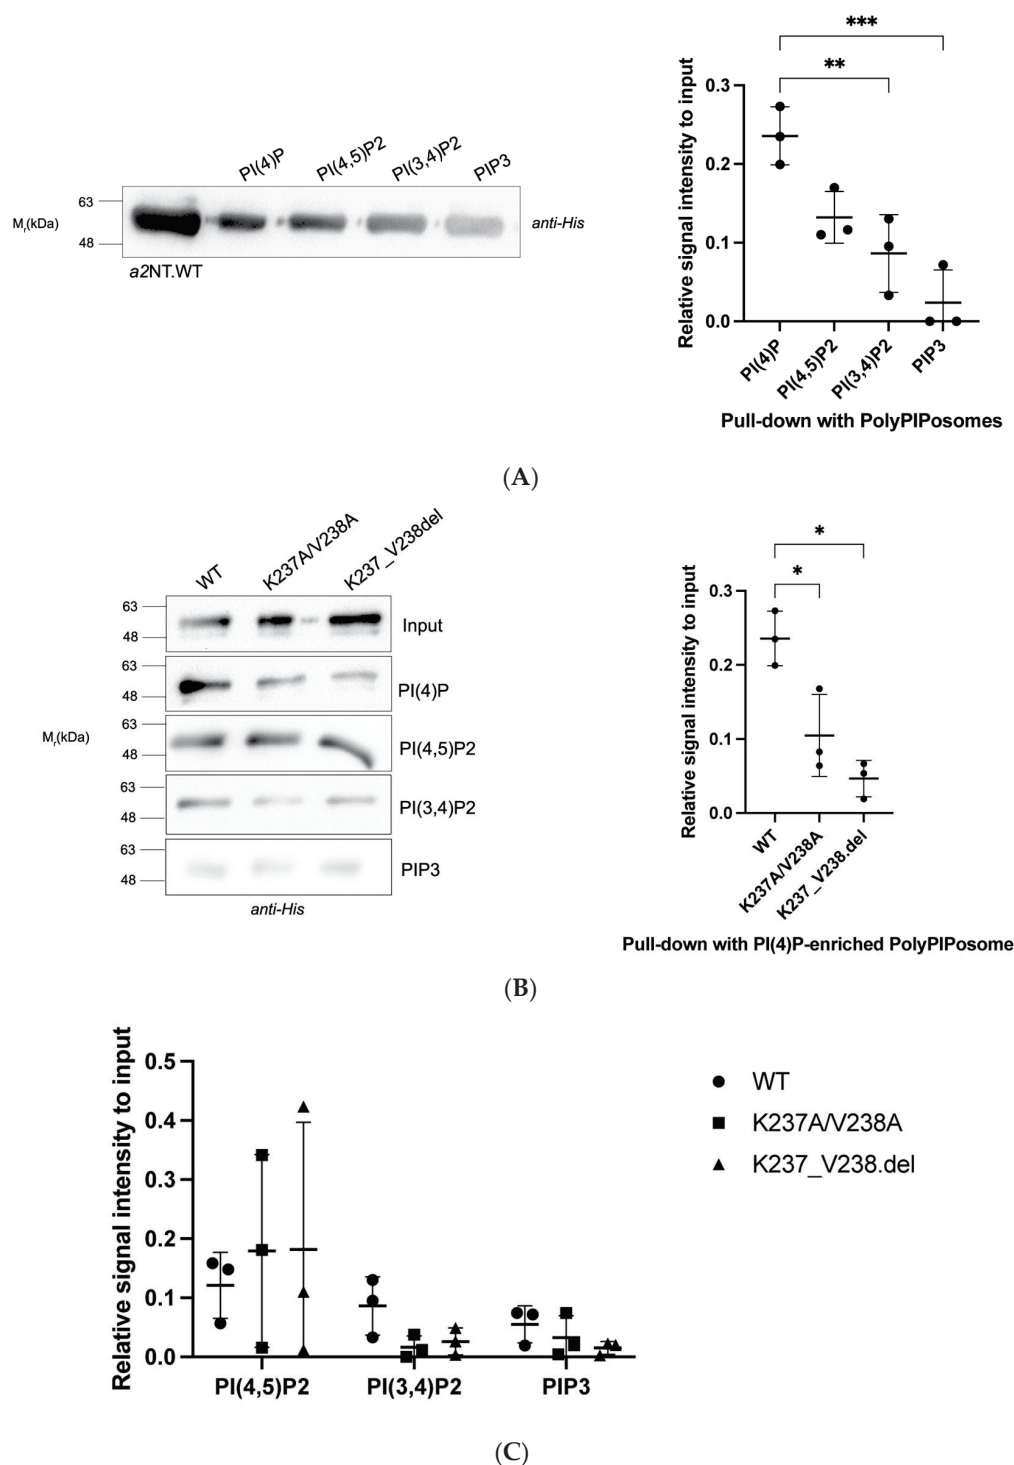 PI(4)P PI(4,5)P2 PI(3,4)P2 PIP3
63
Mr(kDa)
48
anti-His
a2NT.WT
***
**
Relative signal intensity to input
0.3
0.2
0.1
0.0
PI(4)P PI(4,5)P2 PI(3,4)P2 PIP3
Pull-down with PolyPIPosomes
(A)
WT K237A/V238A K237_V238del
63
48
Input
63
48
PI(4)P
Mr(kDa)
63
48
PI(4,5)P2
63
48
PI(3,4)P2
63
48
PIP3
anti-His
*
*
Relative signal intensity to input
0.3
0.2
0.1
0.0
WT K237A/V238A K237_V238.del
Pull-down with PI(4)P-enriched PolyPIPosome
(B)
Relative signal intensity to input
0.5
0.4
0.3
0.2
0.1
0.0
PI(4,5)P2 PI(3,4)P2 PIP3
WT
K237A/V238A
K237_V238.del
(C)